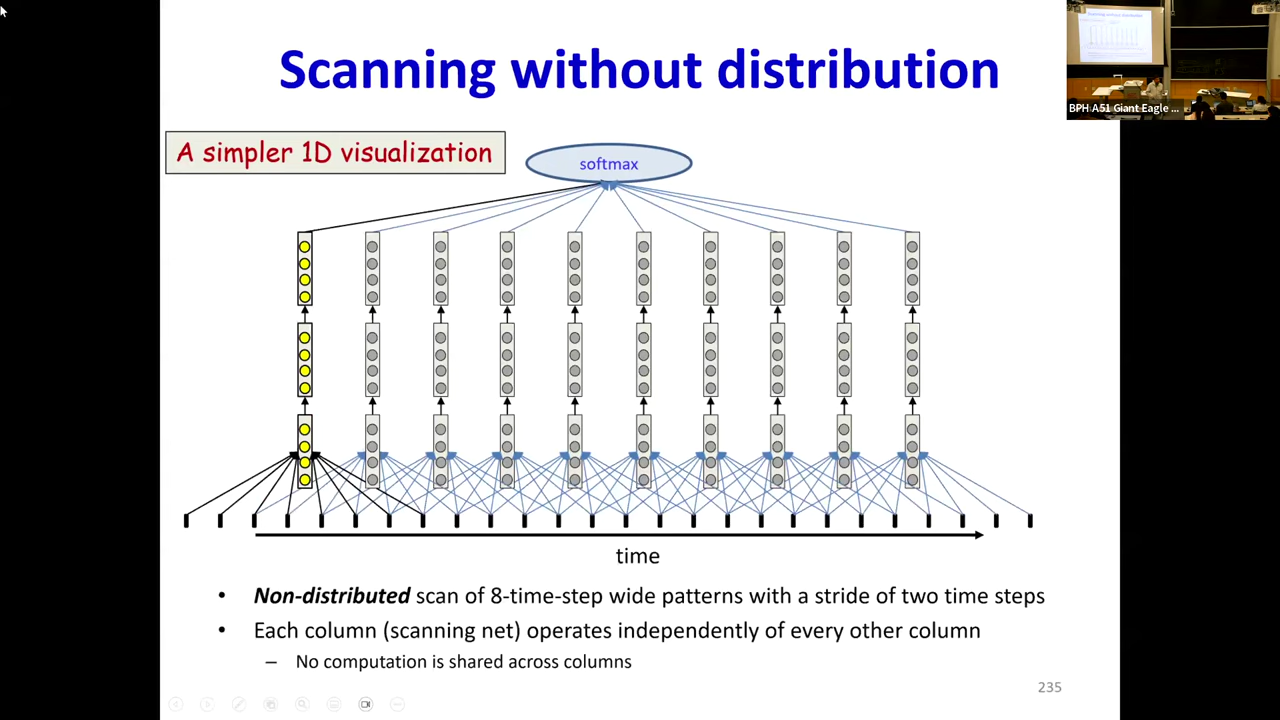 Scanning without distribution
BPH A51 Giant Eagle ...
A simpler 1D visualization
softmax
time
• Non-distributed scan of 8-time-step wide patterns with a stride of two time steps
• Each column (scanning net) operates independently of every other column
– No computation is shared across columns
235